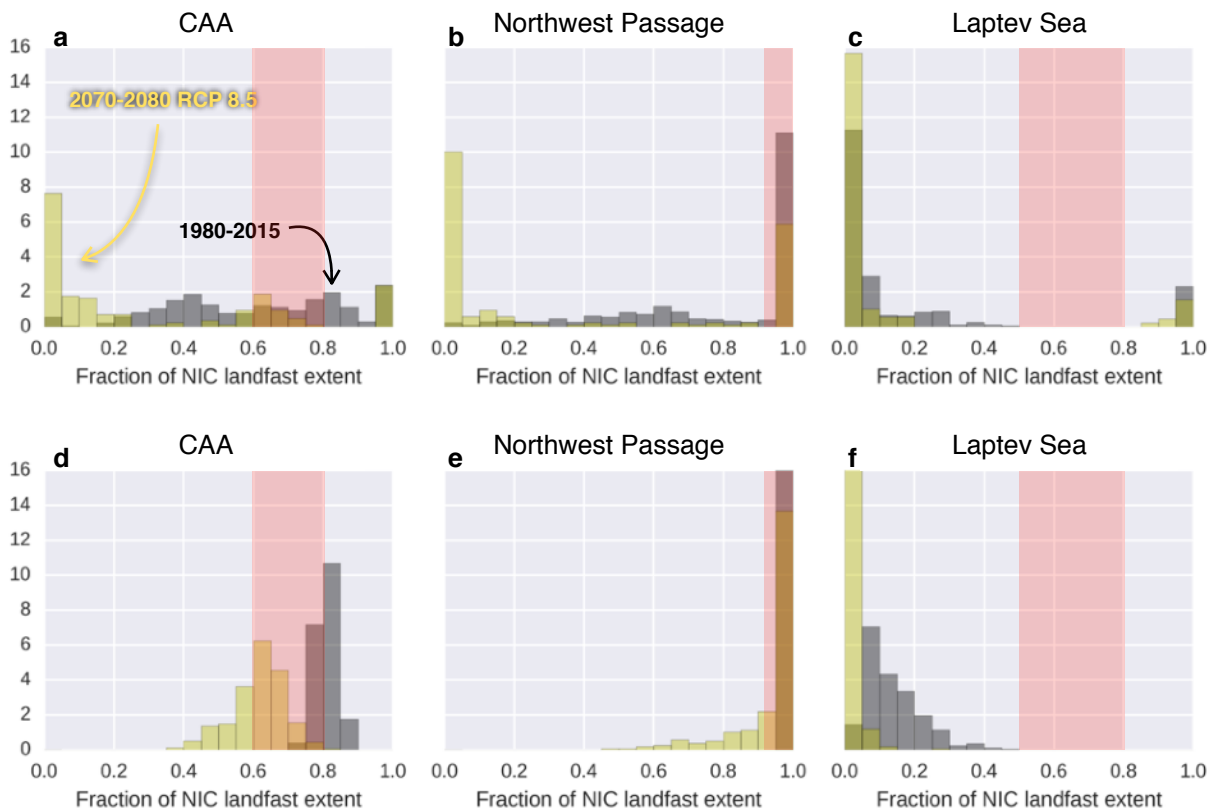 CAA
Northwest Passage
Laptev Sea
a
b
c
16
14
12
10
8
6
4
2
0
2070-2080 RCP 8.5
1980-2015
0.0 0.2 0.4 0.6 0.8 1.0
0.0 0.2 0.4 0.6 0.8 1.0
0.0 0.2 0.4 0.6 0.8 1.0
Fraction of NIC landfast extent
Fraction of NIC landfast extent
Fraction of NIC landfast extent
CAA
Northwest Passage
Laptev Sea
d
e
f
16
14
12
10
8
6
4
2
0
0.0 0.2 0.4 0.6 0.8 1.0
0.0 0.2 0.4 0.6 0.8 1.0
0.0 0.2 0.4 0.6 0.8 1.0
Fraction of NIC landfast extent
Fraction of NIC landfast extent
Fraction of NIC landfast extent